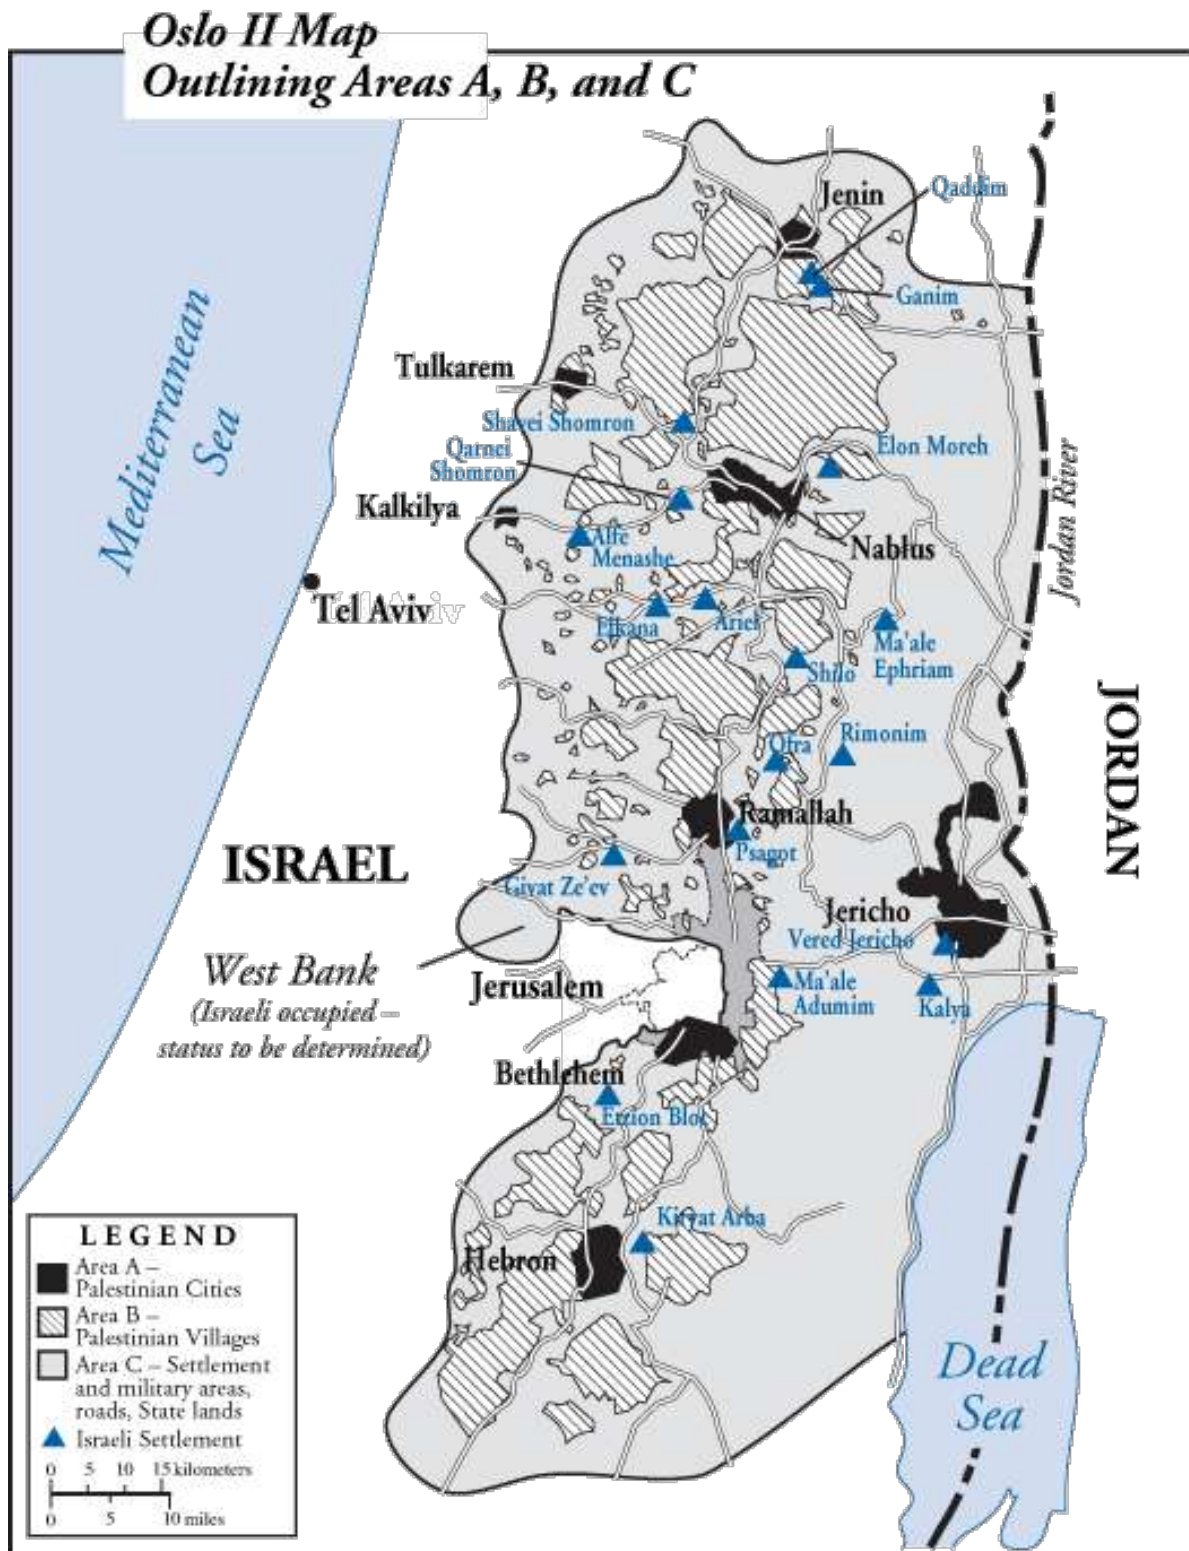 Oslo II Map
Outlining Areas A, B, and C
Jenin
Qaddim
Ganim
Mediterranean
Sea
Tulkarem
Shavei Shomron
Qarnei
Shomron
Elon Moreh
Kalkilya
Alfe
Menashe
Nablus
Jordan River
Tel Aviv
Elkana
Ariel
Ma'ale
Ephriam
Shilo
JORDAN
Ofra
Rimonim
Ramallah
Psagot
ISRAEL
Givat Ze'ev
Jericho
Vered Jericho
West Bank
(Israeli occupied –
status to be determined)
Jerusalem
Ma'ale
Adumim
Kalya
Bethlehem
Etzion Bloc
Kiryat Arba
Hebron
Dead
Sea
LEGEND
Area A –
Palestinian Cities
Area B –
Palestinian Villages
Area C – Settlement
and military areas,
roads, State lands
Israeli Settlement
0 5 10 15 kilometers
0 5 10 miles